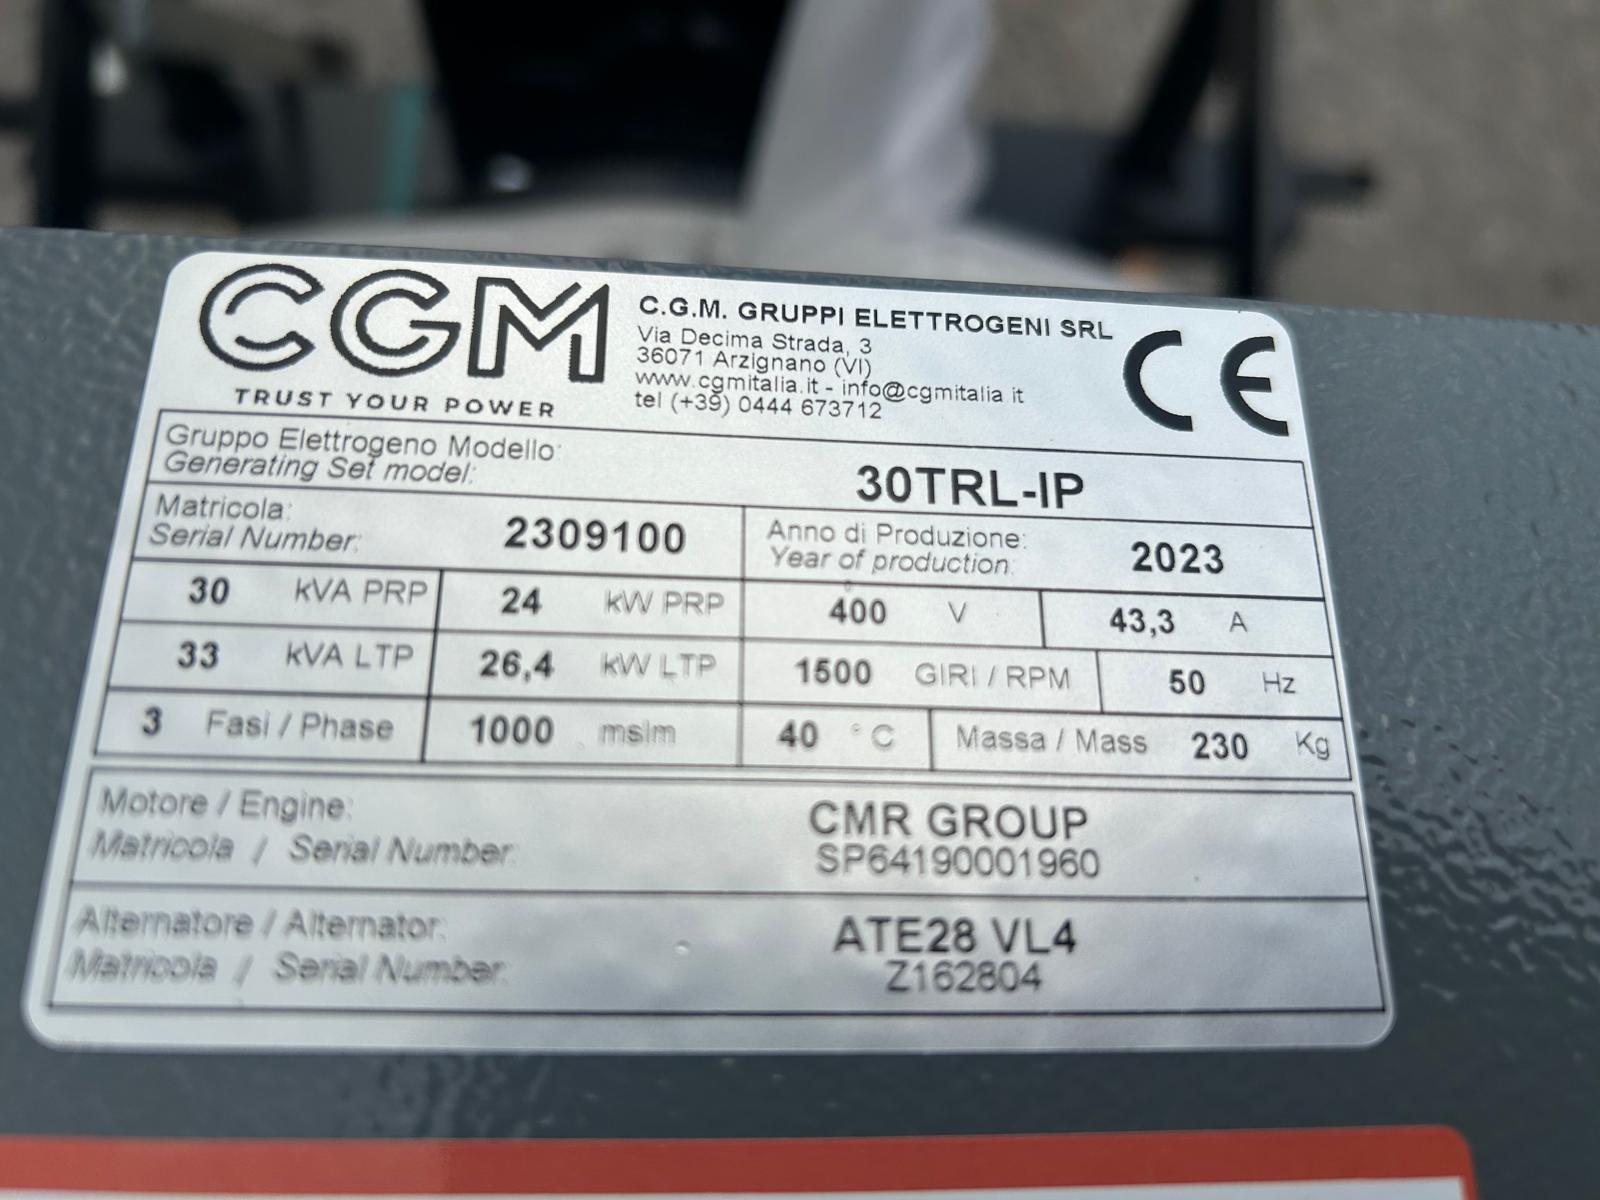 CGM
TRUST YOUR POWER
C.G.M. GRUPPI ELETTROGENI SRL
Via Decima Strada, 3
36071 Arzignano (VI)
www.cgmitalia.it - info@cgmitalia.it
tel (+39) 0444 673712
CE
Gruppo Elettrogeno Modello:
Generating Set model:
30TRL-IP
Matricola:
Serial Number:
2309100
Anno di Produzione:
Year of production:
2023
30 kVA PRP 24 kW PRP 400 V 43,3 A
33 kVA LTP 26,4 kW LTP 1500 GIRI / RPM 50 Hz
3 Fasi / Phase 1000 mslm 40 °C Massa / Mass 230 Kg
Motore / Engine: CMR GROUP
Matricola / Serial Number: SP64190001960
Alternatore / Alternator: ATE28 VL4
Matricola / Serial Number: Z162804